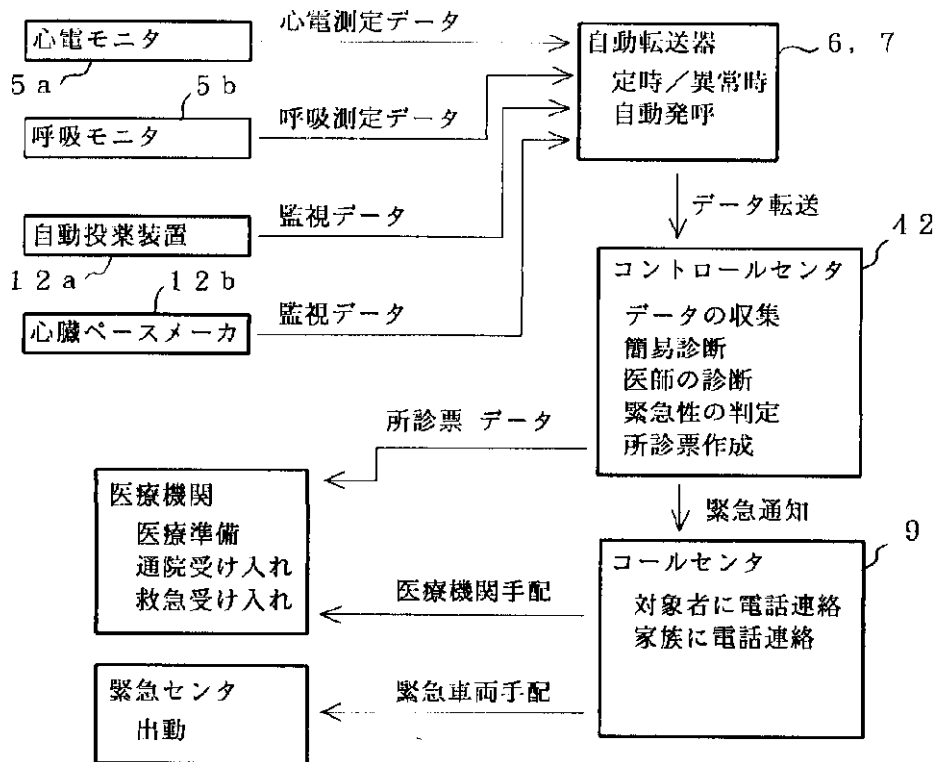 心電測定データ
心電モニタ
5a
5b
呼吸モニタ
呼吸測定データ
自動転送器
定時／異常時
自動発呼
6, 7
データ転送
自動投薬装置
監視データ
12a
12b
心臓ペースメーカ
監視データ
12
コントロールセンタ
データの収集
簡易診断
医師の診断
緊急性の判定
所診票作成
所診票 データ
医療機関
医療準備
通院受け入れ
救急受け入れ
緊急通知
9
コールセンタ
対象者に電話連絡
家族に電話連絡
医療機関手配
緊急センタ
出動
緊急車両手配